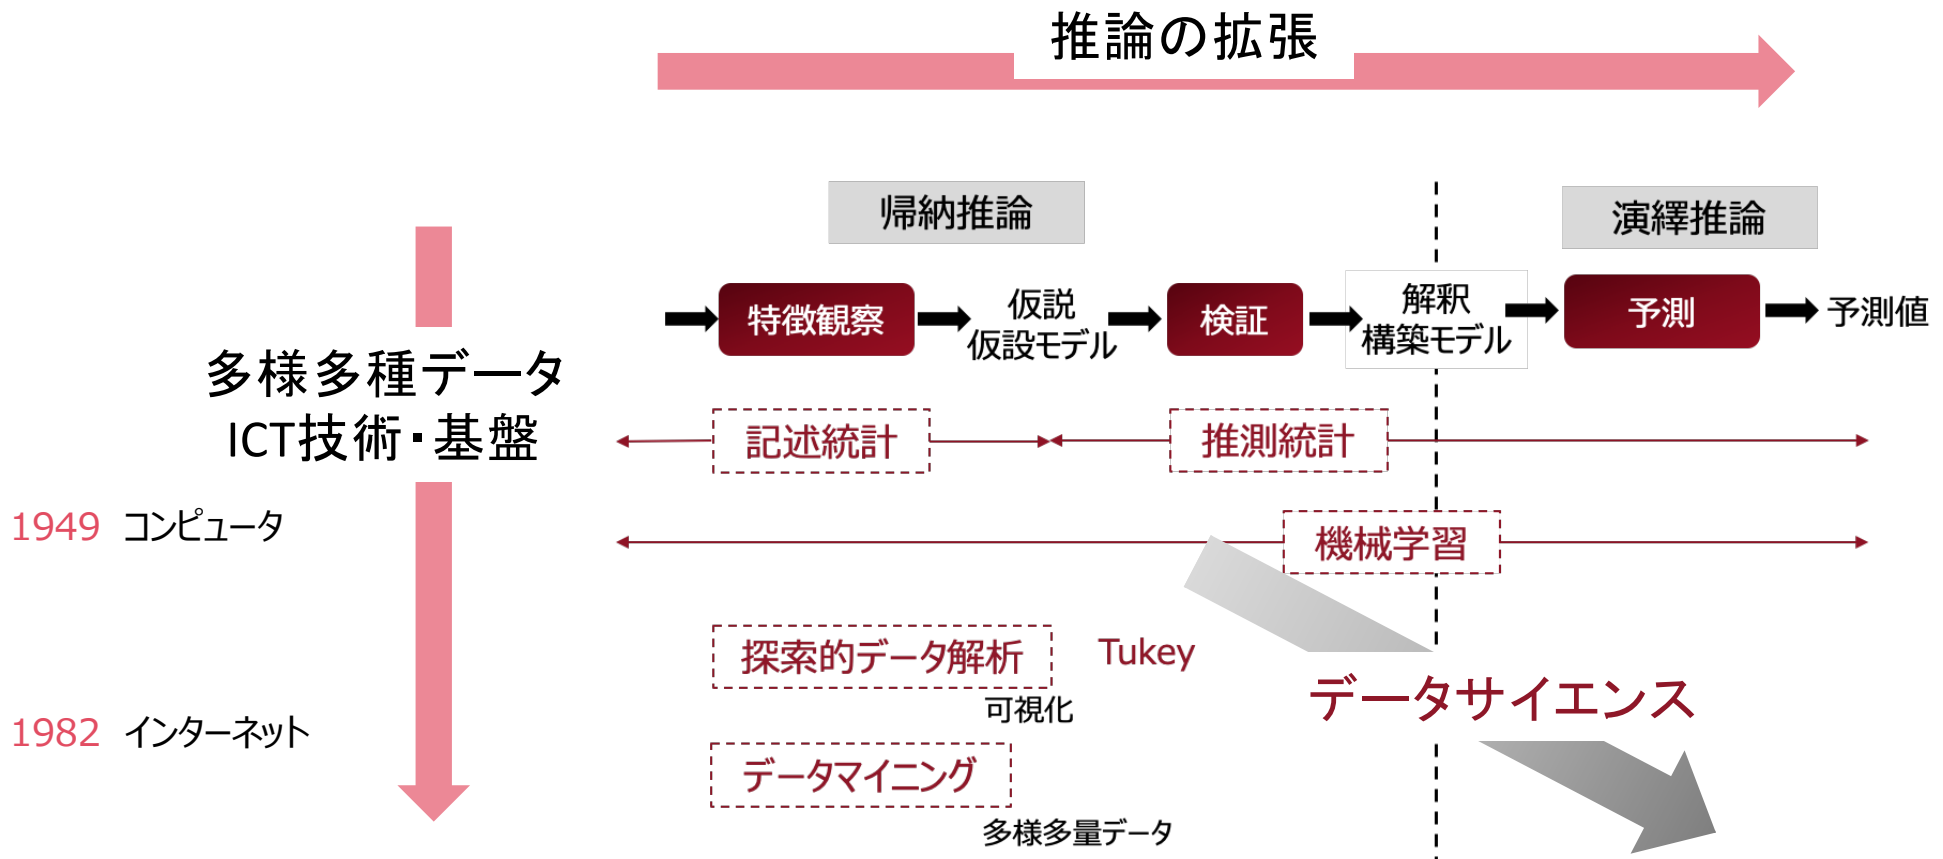 推論の拡張
帰納推論
演繹推論
特徴観察
仮説
仮設モデル
検証
解釈
構築モデル
予測
予測値
多様多種データ
ICT技術・基盤
記述統計
推測統計
1949 コンピュータ
機械学習
探索的データ解析
Tukey
可視化
データサイエンス
1982 インターネット
データマイニング
多様多量データ